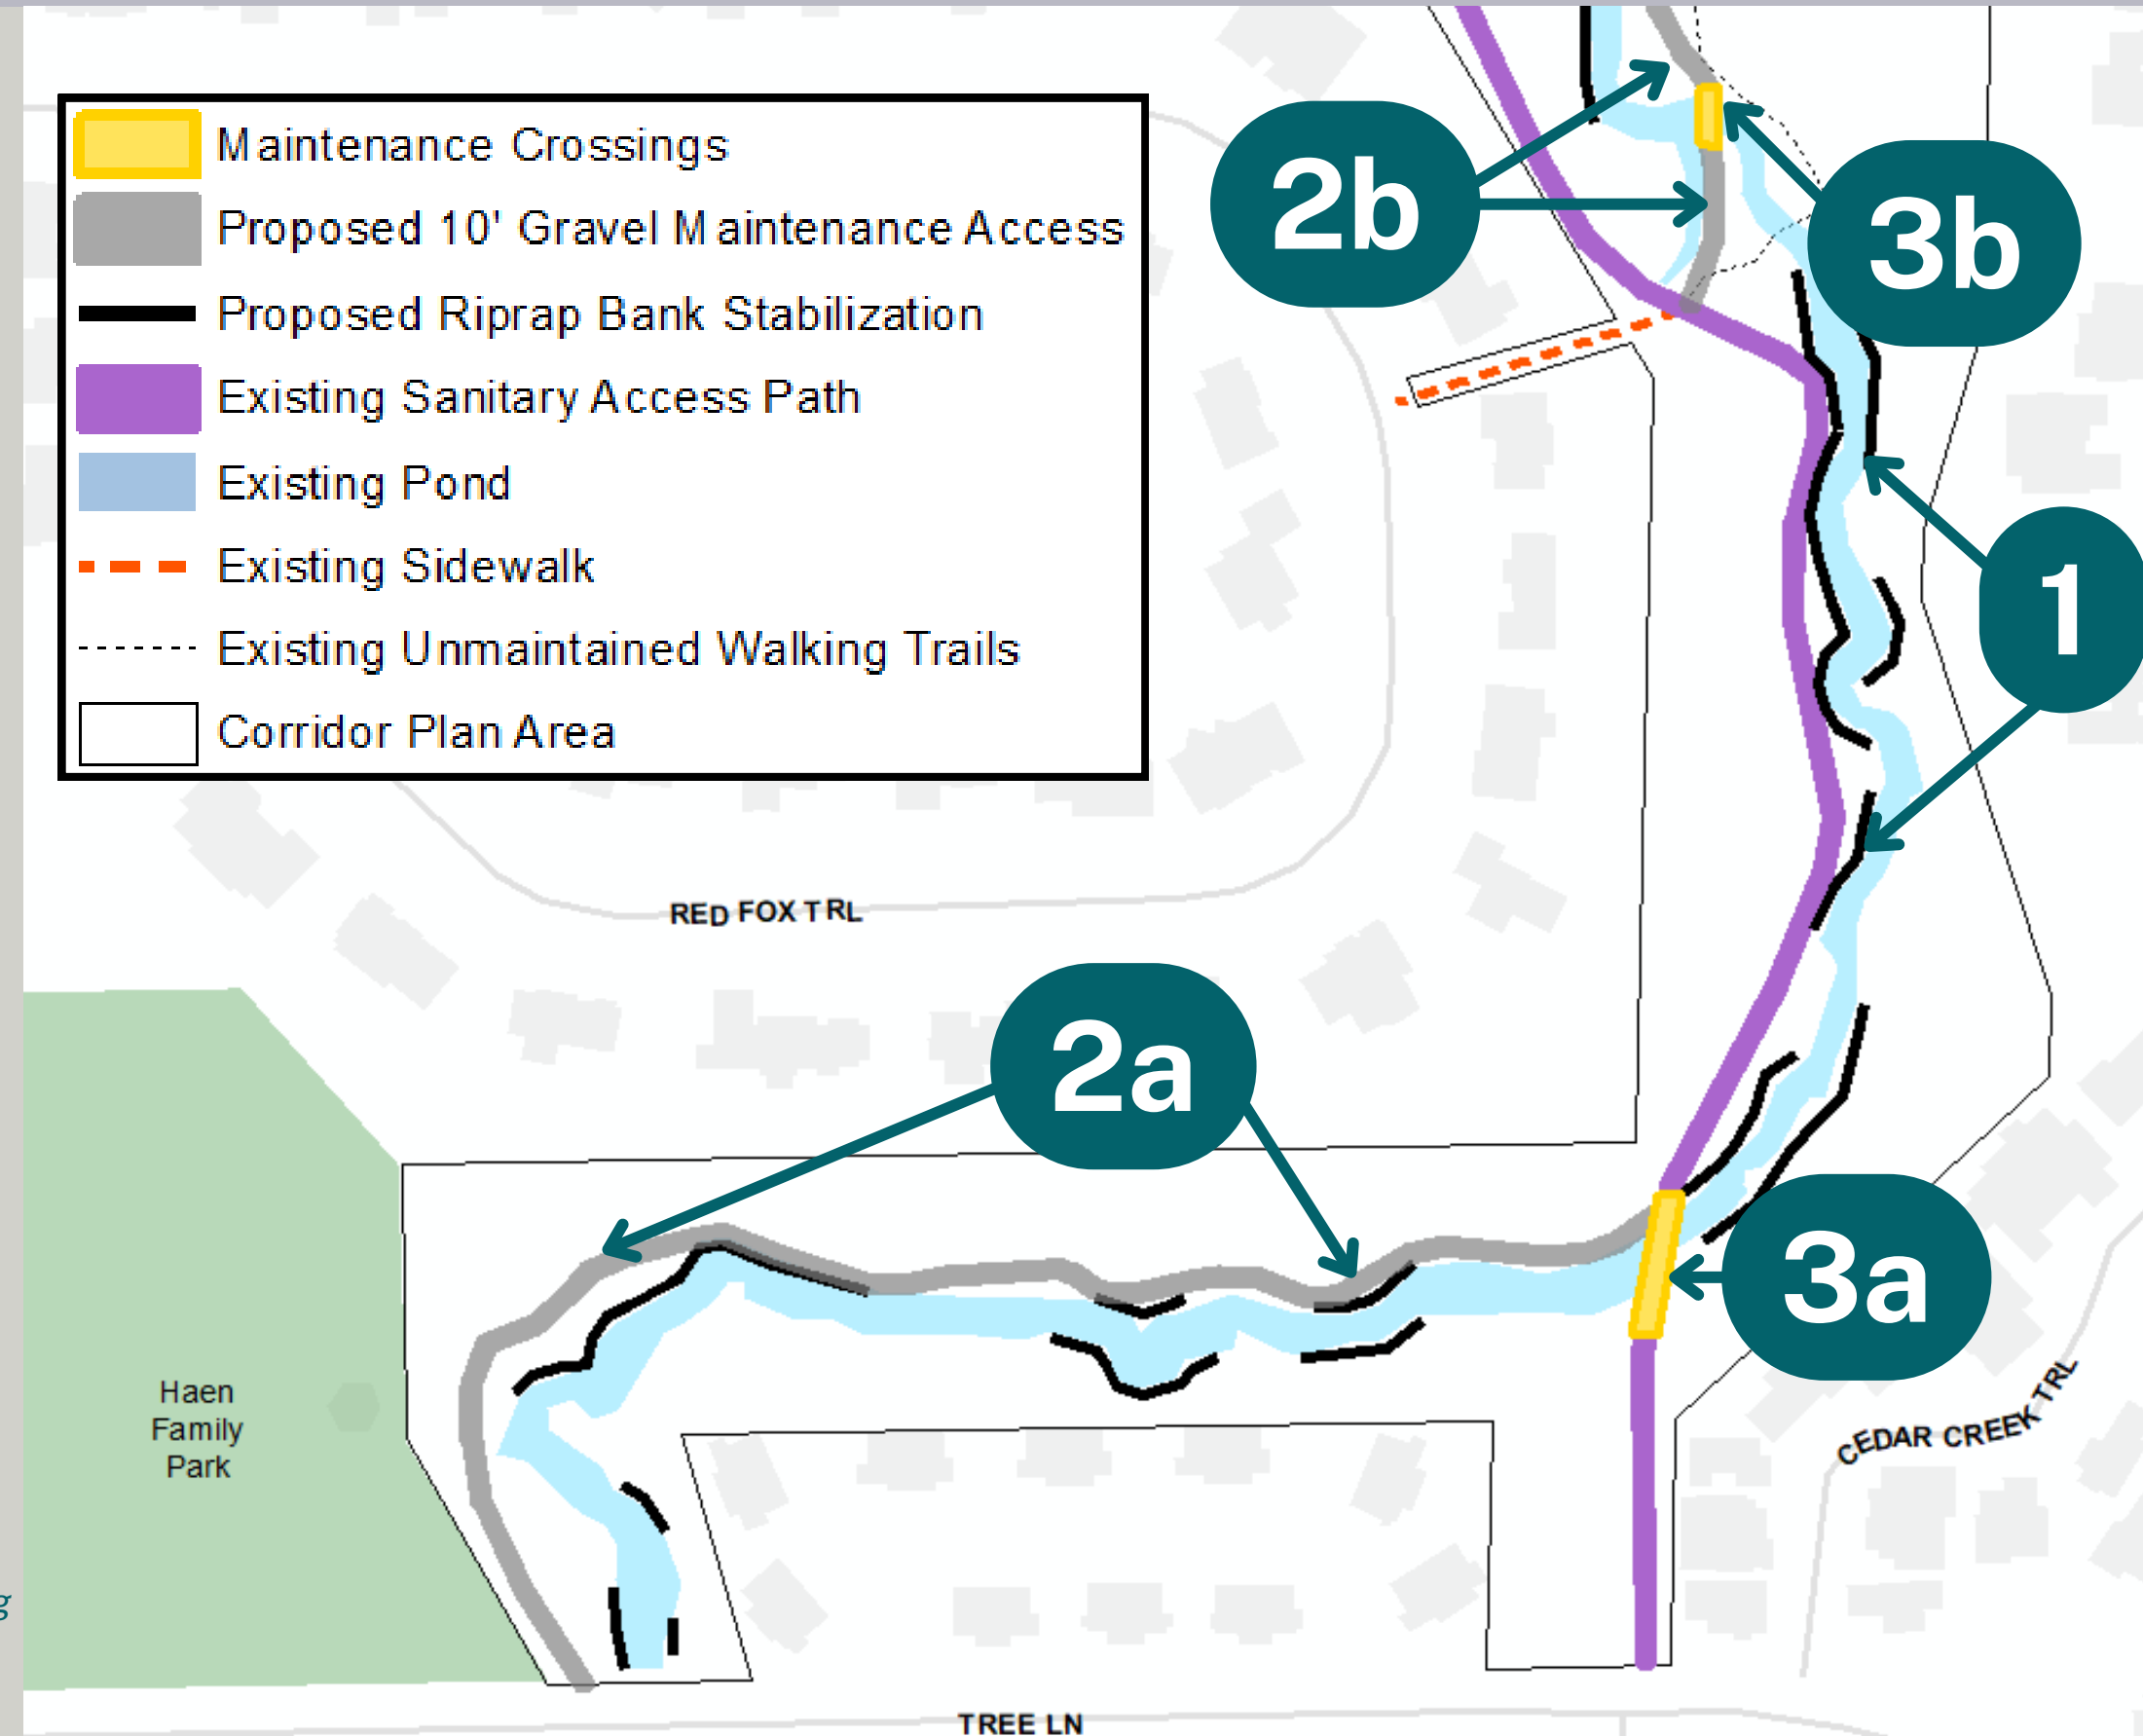 Maintenance Crossings
Proposed 10' Gravel Maintenance Access
Proposed Riprap Bank Stabilization
Existing Sanitary Access Path
Existing Pond
Existing Sidewalk
Existing Unmaintained Walking Trails
Corridor Plan Area
2b
3b
1
RED FOX TRL
2a
3a
Haen
Family
Park
CEDAR CREEK TRL
g
TREE LN